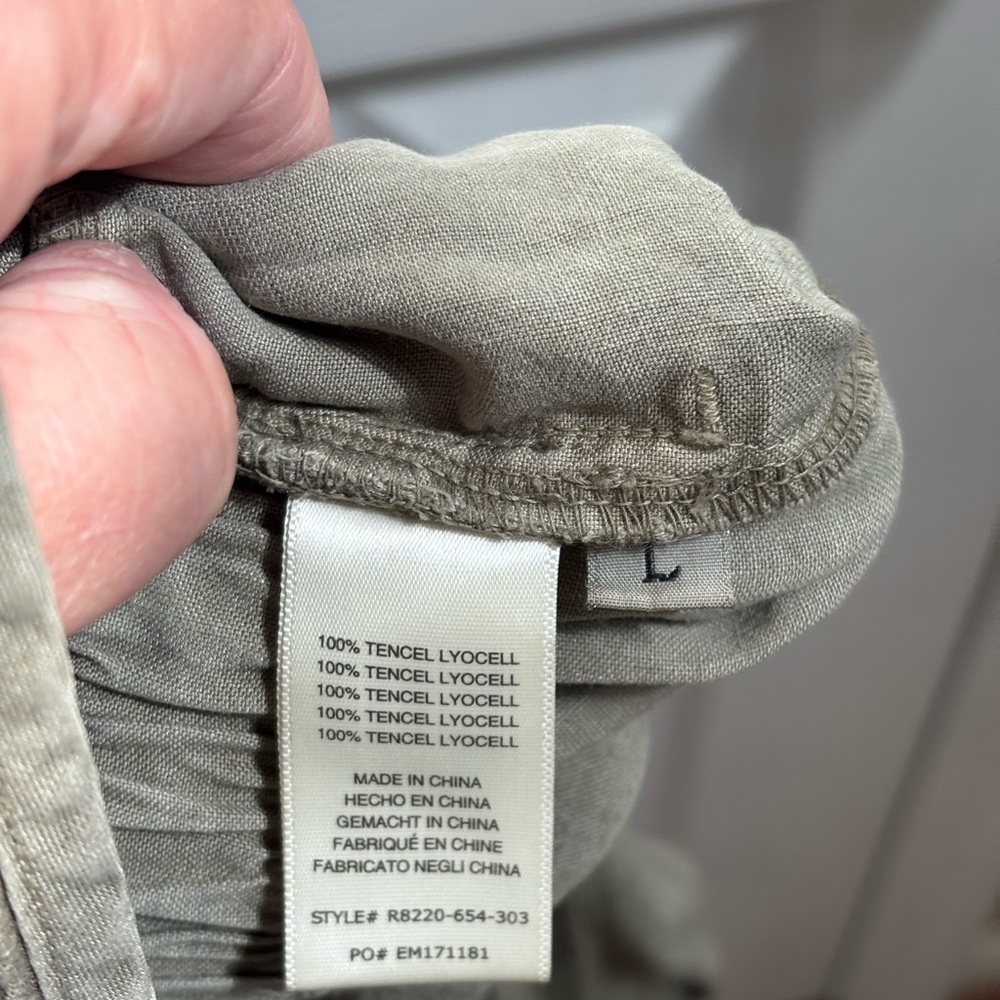 L
100% TENCEL LYOCELL
100% TENCEL LYOCELL
100% TENCEL LYOCELL
100% TENCEL LYOCELL
100% TENCEL LYOCELL
MADE IN CHINA
HECHO EN CHINA
GEMACHT IN CHINA
FABRIQUÉ EN CHINE
FABRICATO NEGLI CHINA
STYLE# R8220-654-303
PO# EM171181